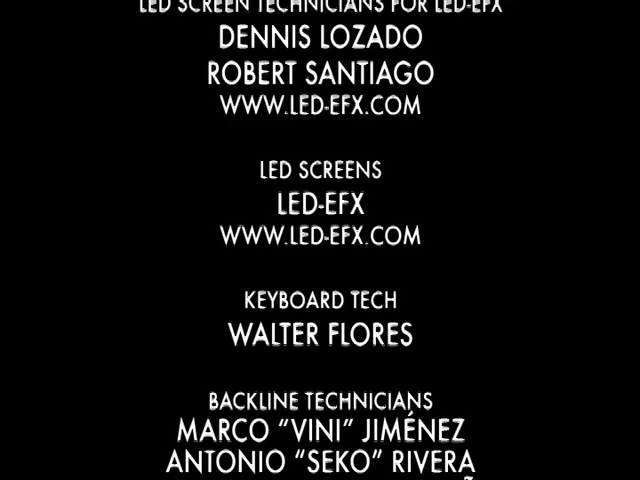 LED SCREEN TECHNICIANS FOR LED-EFX
DENNIS LOZADO
ROBERT SANTIAGO
WWW.LED-EFX.COM
LED SCREENS
LED-EFX
WWW.LED-EFX.COM
KEYBOARD TECH
WALTER FLORES
BACKLINE TECHNICIANS
MARCO “VINI” JIMÉNEZ
ANTONIO “SEKO” RIVERA